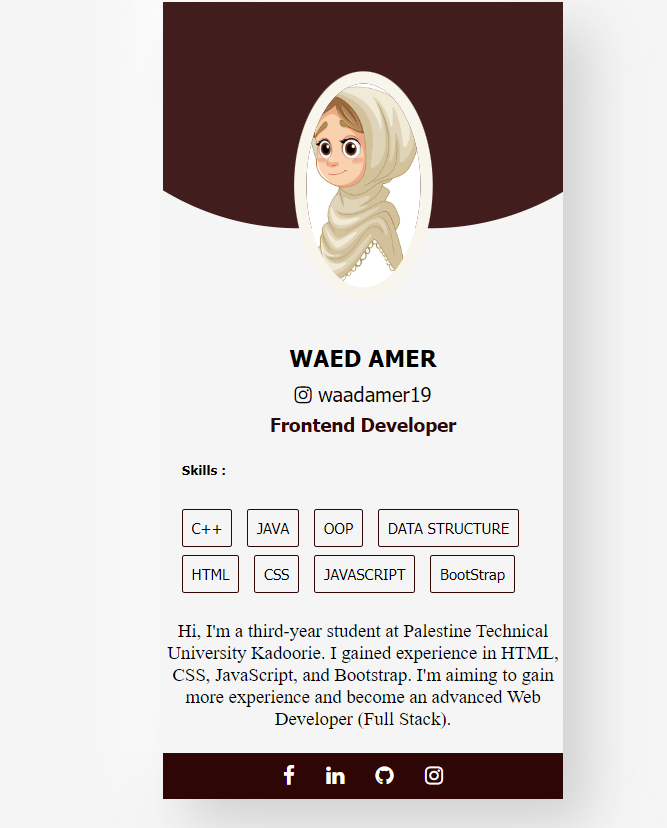 WAED AMER
waadamer19
Frontend Developer
Skills :
C++ JAVA OOP DATA STRUCTURE
HTML CSS JAVASCRIPT BootStrap
Hi, I'm a third-year student at Palestine Technical
University Kadoorie. I gained experience in HTML,
CSS, JavaScript, and Bootstrap. I'm aiming to gain
more experience and become an advanced Web
Developer (Full Stack).